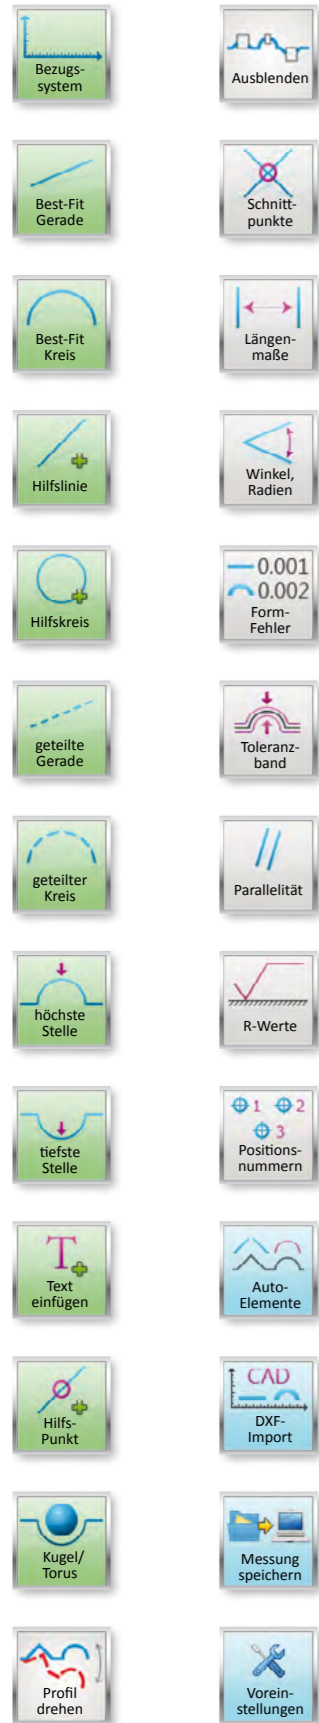 Bezugs-
system
Ausblenden
Best-Fit
Gerade
Schnitt-
punkte
Best-Fit
Kreis
Längen-
maße
Hilfslinie
Winkel,
Radien
Hilfskreis
0.001
0.002
Form-
Fehler
geteilte
Gerade
Toleranz-
band
geteilter
Kreis
Parallelität
höchste
Stelle
R-Werte
tiefste
Stelle
1 2
3
Positions-
nummern
T
Text
einfügen
Auto-
Elemente
Hilfs-
Punkt
CAD
DXF-
Import
Kugel/
Torus
Messung
speichern
Profil
drehen
Vorein-
stellungen